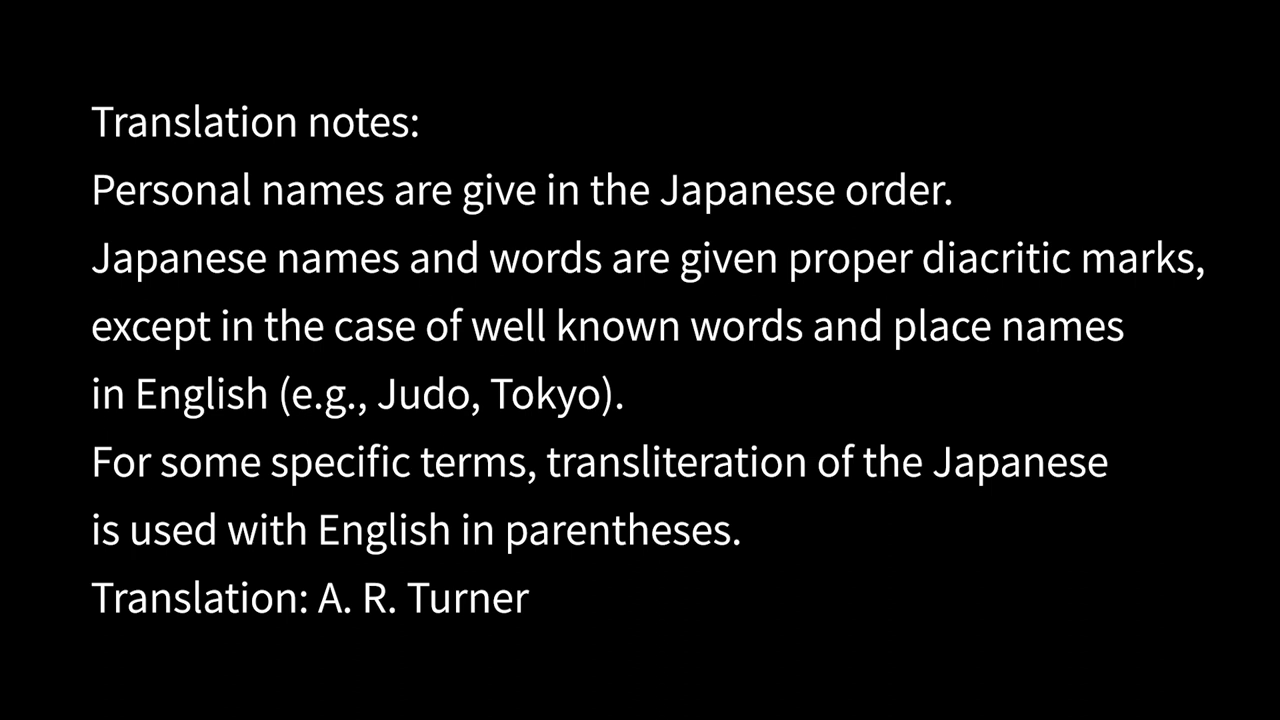 Translation notes:
Personal names are give in the Japanese order.
Japanese names and words are given proper diacritic marks,
except in the case of well known words and place names
in English (e.g., Judo, Tokyo).
For some specific terms, transliteration of the Japanese
is used with English in parentheses.
Translation: A. R. Turner